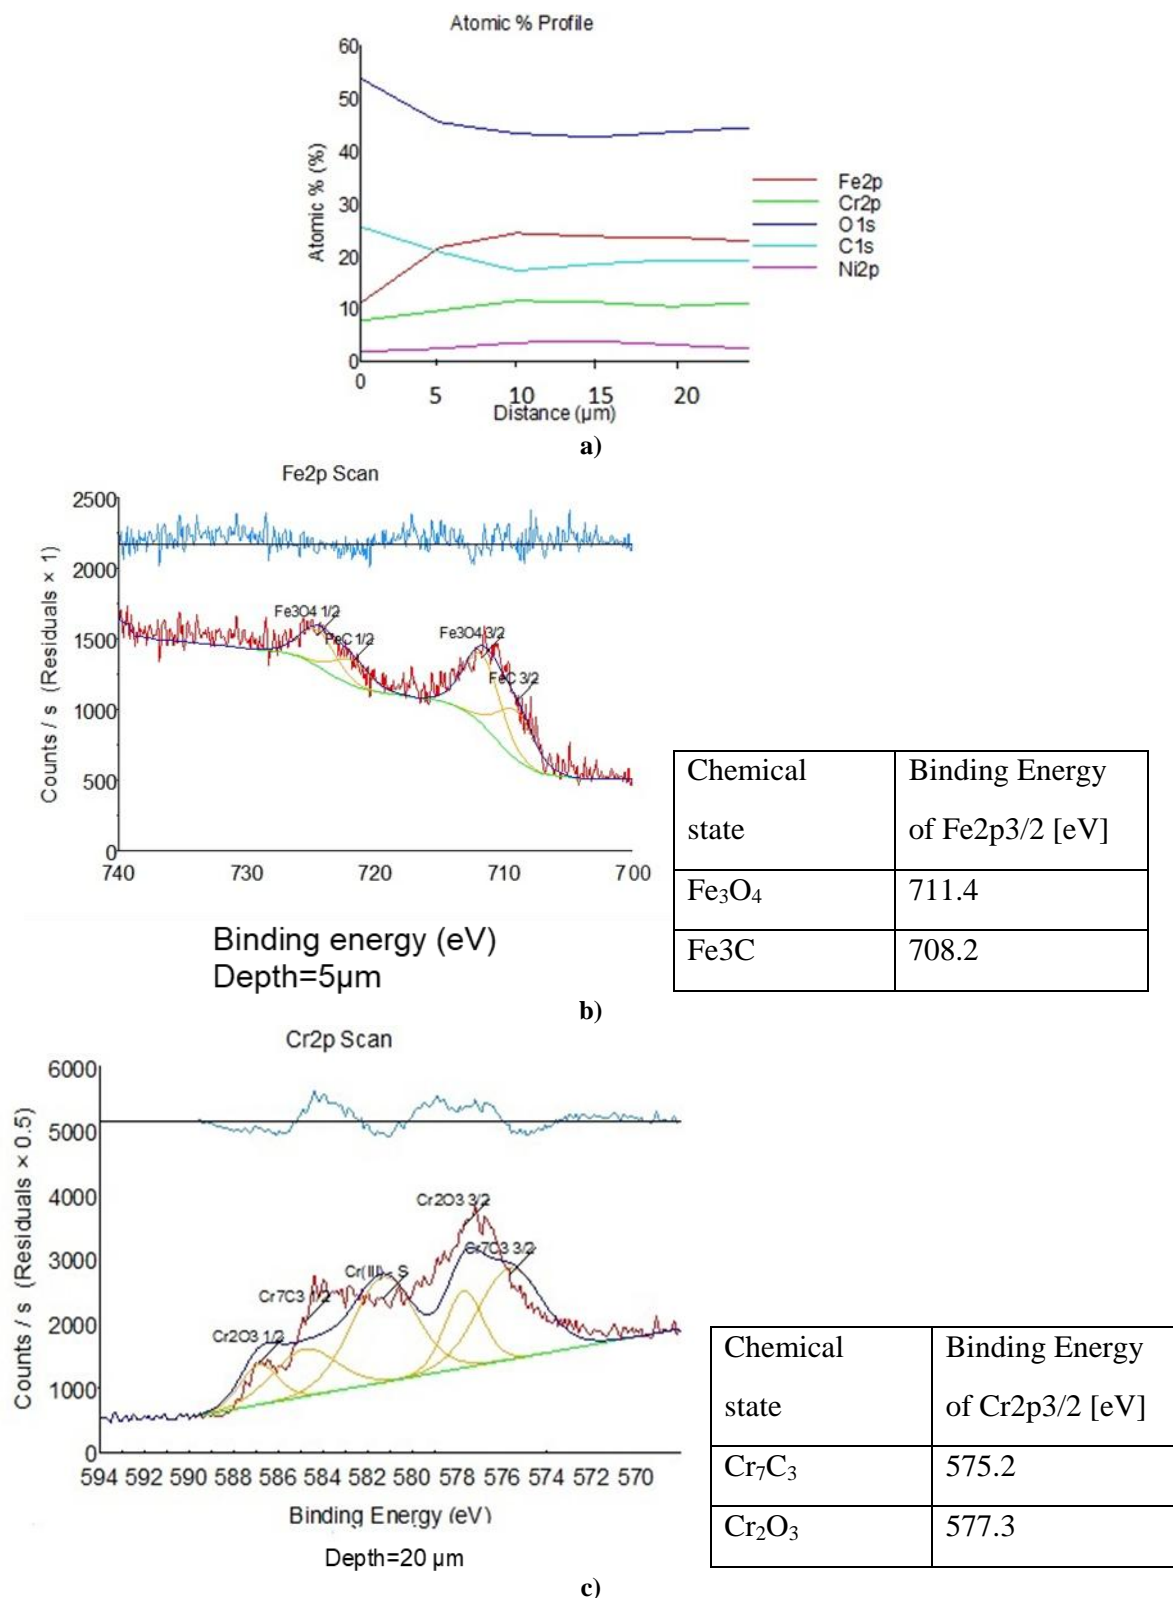 Atomic % Profile
60
50
40
30
20
10
0
Atomic % (%)
0
5
10
15
20
Distance (µm)
Fe2p
Cr2p
O1s
C1s
Ni2p
a)
Fe2p Scan
2500
2000
1500
1000
500
0
Counts / s (Residuals × 1)
Fe3O4 1/2
FeC 1/2
Fe3O4 3/2
FeC 3/2
740
730
720
710
700
Binding energy (eV)
Depth=5µm
Chemical state
Binding Energy of Fe2p3/2 [eV]
Fe₃O₄
711.4
Fe3C
708.2
b)
Cr2p Scan
6000
5000
4000
3000
2000
1000
0
Counts / s (Residuals × 0.5)
Cr2O3 3/2
Cr7C3 3/2
Cr(III) - S
Cr7C3 1/2
Cr2O3 1/2
594 592 590 588 586 584 582 580 578 576 574 572 570
Binding Energy (eV)
Depth=20 µm
Chemical state
Binding Energy of Cr2p3/2 [eV]
Cr₇C₃
575.2
Cr₂O₃
577.3
c)